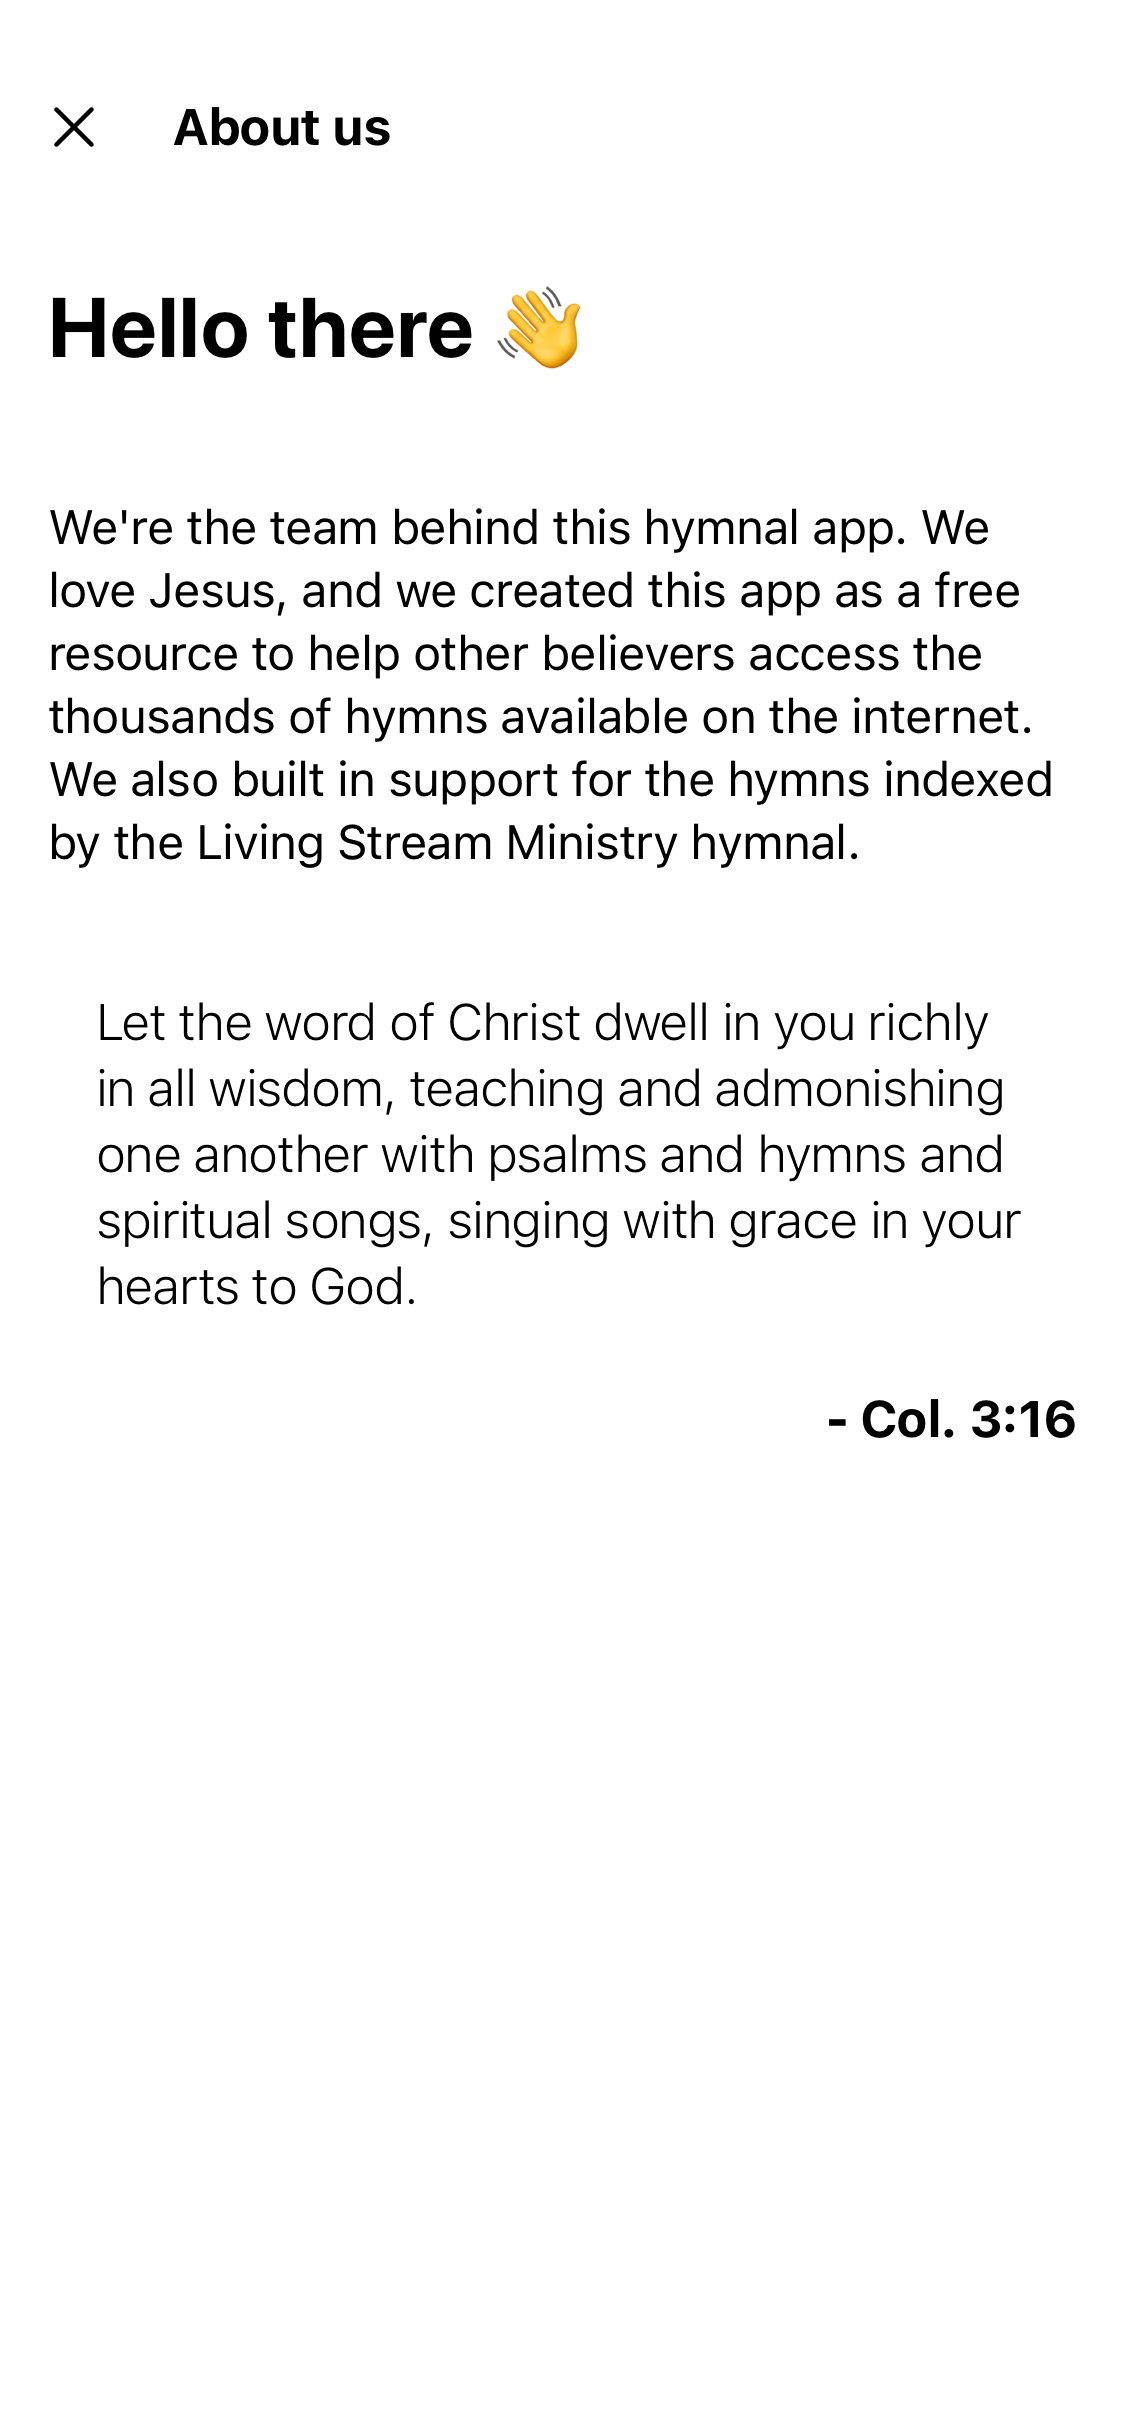 About us
Hello there 👋
We're the team behind this hymnal app. We
love Jesus, and we created this app as a free
resource to help other believers access the
thousands of hymns available on the internet.
We also built in support for the hymns indexed
by the Living Stream Ministry hymnal.
Let the word of Christ dwell in you richly
in all wisdom, teaching and admonishing
one another with psalms and hymns and
spiritual songs, singing with grace in your
hearts to God.
- Col. 3:16